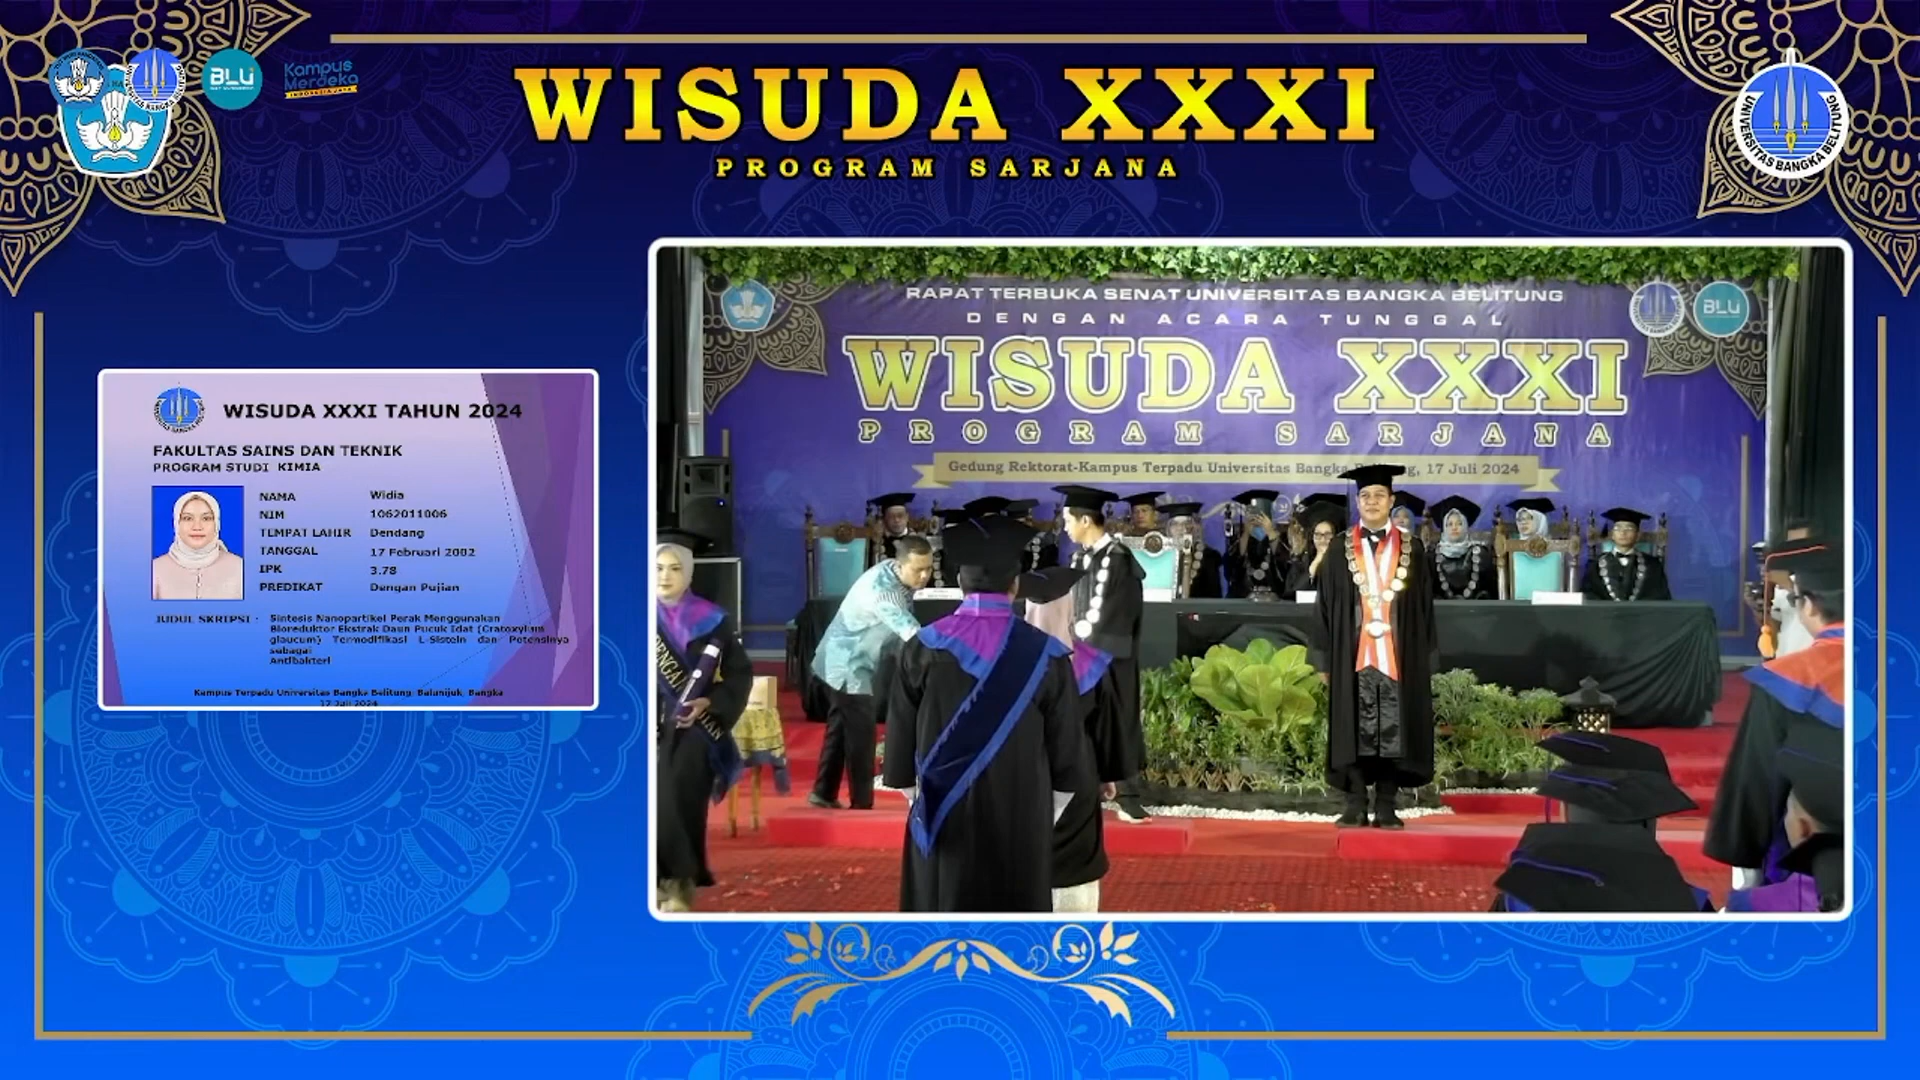 BLU
Kampus
Merdeka
INDONESIA JAYA
WISUDA XXXI
PROGRAM SARJANA
UNIVERSITAS BANGKA BELITUNG
WISUDA XXXI TAHUN 2024
FAKULTAS SAINS DAN TEKNIK
PROGRAM STUDI KIMIA
NAMA Widia
NIM 1062011006
TEMPAT LAHIR Dendang
TANGGAL 17 Februari 2002
IPK 3.78
PREDIKAT Dengan Pujian
JUDUL SKRIPSI : Sintesis Nanopartikel Perak Menggunakan
Bioreduktor Ekstrak Daun Pucuk Idat (Cratoxylum
glaucum) Termodifikasi L-Sistein dan Potensinya
sebagai
Antibakteri
Kampus Terpadu Universitas Bangka Belitung, Balunijuk, Bangka
17 Juli 2024
RAPAT TERBUKA SENAT UNIVERSITAS BANGKA BELITUNG
DENGAN ACARA TUNGGAL
BLU
WISUDA XXXI
PROGRAM SARJANA
Gedung Rektorat-Kampus Terpadu Universitas Bangka 17 Juli 2024
DENGAN